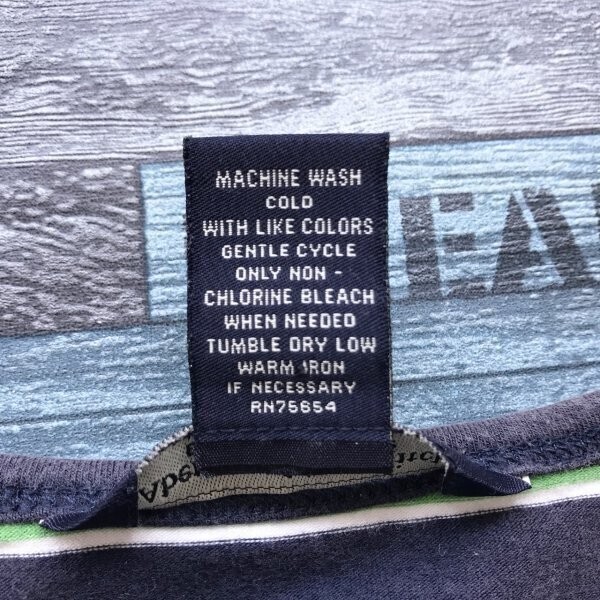 MACHINE WASH
COLD
WITH LIKE COLORS
GENTLE CYCLE
ONLY NON -
CHLORINE BLEACH
WHEN NEEDED
TUMBLE DRY LOW
WARM IRON
IF NECESSARY
RN75654
EA